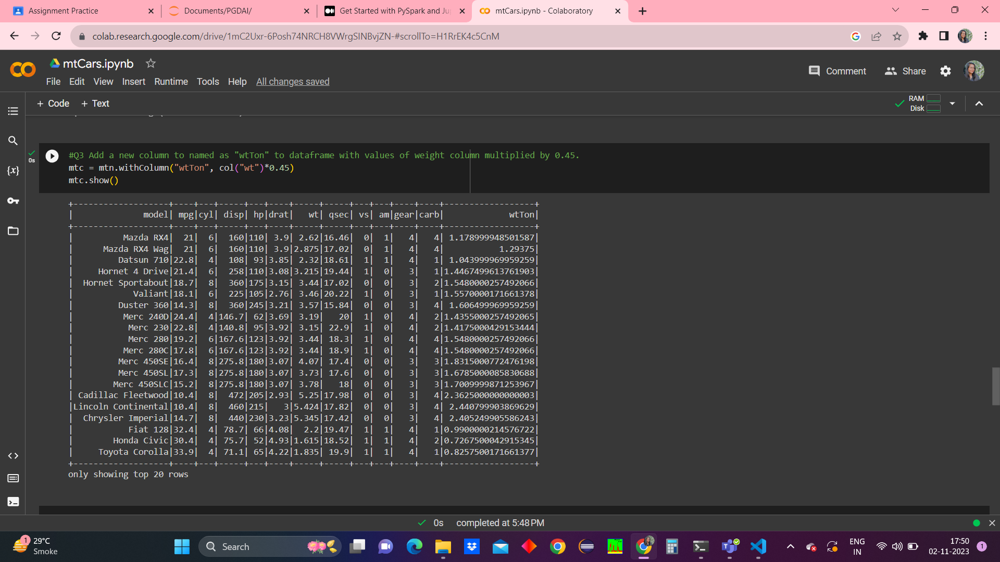 Assignment Practice
Documents/PGDAI/
Get Started with PySpark and Ju
mtCars.ipynb - Colaboratory
colab.research.google.com/drive/1mC2Uxr-6Posh74NRCH8VWrgSINBvjZN-#scrollTo=H1RrEK4c5CnM
mtCars.ipynb
File Edit View Insert Runtime Tools Help All changes saved
Comment Share
+ Code + Text
RAM
Disk
0s
#Q3 Add a new column to named as "wtTon" to dataframe with values of weight column multiplied by 0.45.
mtc = mtn.withColumn("wtTon", col("wt")*0.45)
mtc.show()
+-------------------+----+---+-----+---+----+-----+-----+---+---+----+----+------------------+
|              model| mpg|cyl| disp| hp|drat|   wt| qsec| vs| am|gear|carb|             wtTon|
+-------------------+----+---+-----+---+----+-----+-----+---+---+----+----+------------------+
|          Mazda RX4|  21|  6|  160|110| 3.9| 2.62|16.46|  0|  1|   4|   4| 1.178999948501587|
|      Mazda RX4 Wag|  21|  6|  160|110| 3.9|2.875|17.02|  0|  1|   4|   4|           1.29375|
|         Datsun 710|22.8|  4|  108| 93|3.85| 2.32|18.61|  1|  1|   4|   1| 1.043999969959259|
|     Hornet 4 Drive|21.4|  6|  258|110|3.08|3.215|19.44|  1|  0|   3|   1|1.4467499613761903|
|  Hornet Sportabout|18.7|  8|  360|175|3.15| 3.44|17.02|  0|  0|   3|   2|1.5480000257492066|
|            Valiant|18.1|  6|  225|105|2.76| 3.46|20.22|  1|  0|   3|   1|1.5570000171661378|
|         Duster 360|14.3|  8|  360|245|3.21| 3.57|15.84|  0|  0|   3|   4| 1.606499969959259|
|          Merc 240D|24.4|  4|146.7| 62|3.69| 3.19|   20|  1|  0|   4|   2|1.4355000257492065|
|           Merc 230|22.8|  4|140.8| 95|3.92| 3.15| 22.9|  1|  0|   4|   2|1.4175000429153444|
|           Merc 280|19.2|  6|167.6|123|3.92| 3.44| 18.3|  1|  0|   4|   4|1.5480000257492066|
|          Merc 280C|17.8|  6|167.6|123|3.92| 3.44| 18.9|  1|  0|   4|   4|1.5480000257492066|
|         Merc 450SE|16.4|  8|275.8|180|3.07| 4.07| 17.4|  0|  0|   3|   3|1.8315000772476198|
|         Merc 450SL|17.3|  8|275.8|180|3.07| 3.73| 17.6|  0|  0|   3|   3|1.6785000085830688|
|        Merc 450SLC|15.2|  8|275.8|180|3.07| 3.78|   18|  0|  0|   3|   3|1.7009999871253967|
| Cadillac Fleetwood|10.4|  8|  472|205|2.93| 5.25|17.98|  0|  0|   3|   4|2.3625000000000003|
|Lincoln Continental|10.4|  8|  460|215|   3|5.424|17.82|  0|  0|   3|   4| 2.440799903869629|
|  Chrysler Imperial|14.7|  8|  440|230|3.23|5.345|17.42|  0|  0|   3|   4| 2.405249905586243|
|           Fiat 128|32.4|  4| 78.7| 66|4.08|  2.2|19.47|  1|  1|   4|   1|0.9900000214576722|
|        Honda Civic|30.4|  4| 75.7| 52|4.93|1.615|18.52|  1|  1|   4|   2|0.7267500042915345|
|     Toyota Corolla|33.9|  4| 71.1| 65|4.22|1.835| 19.9|  1|  1|   4|   1|0.8257500171661377|
+-------------------+----+---+-----+---+----+-----+-----+---+---+----+----+------------------+
only showing top 20 rows
0s completed at 5:48 PM
1
29°C
Smoke
Search
ENG
IN
17:50
02-11-2023
1